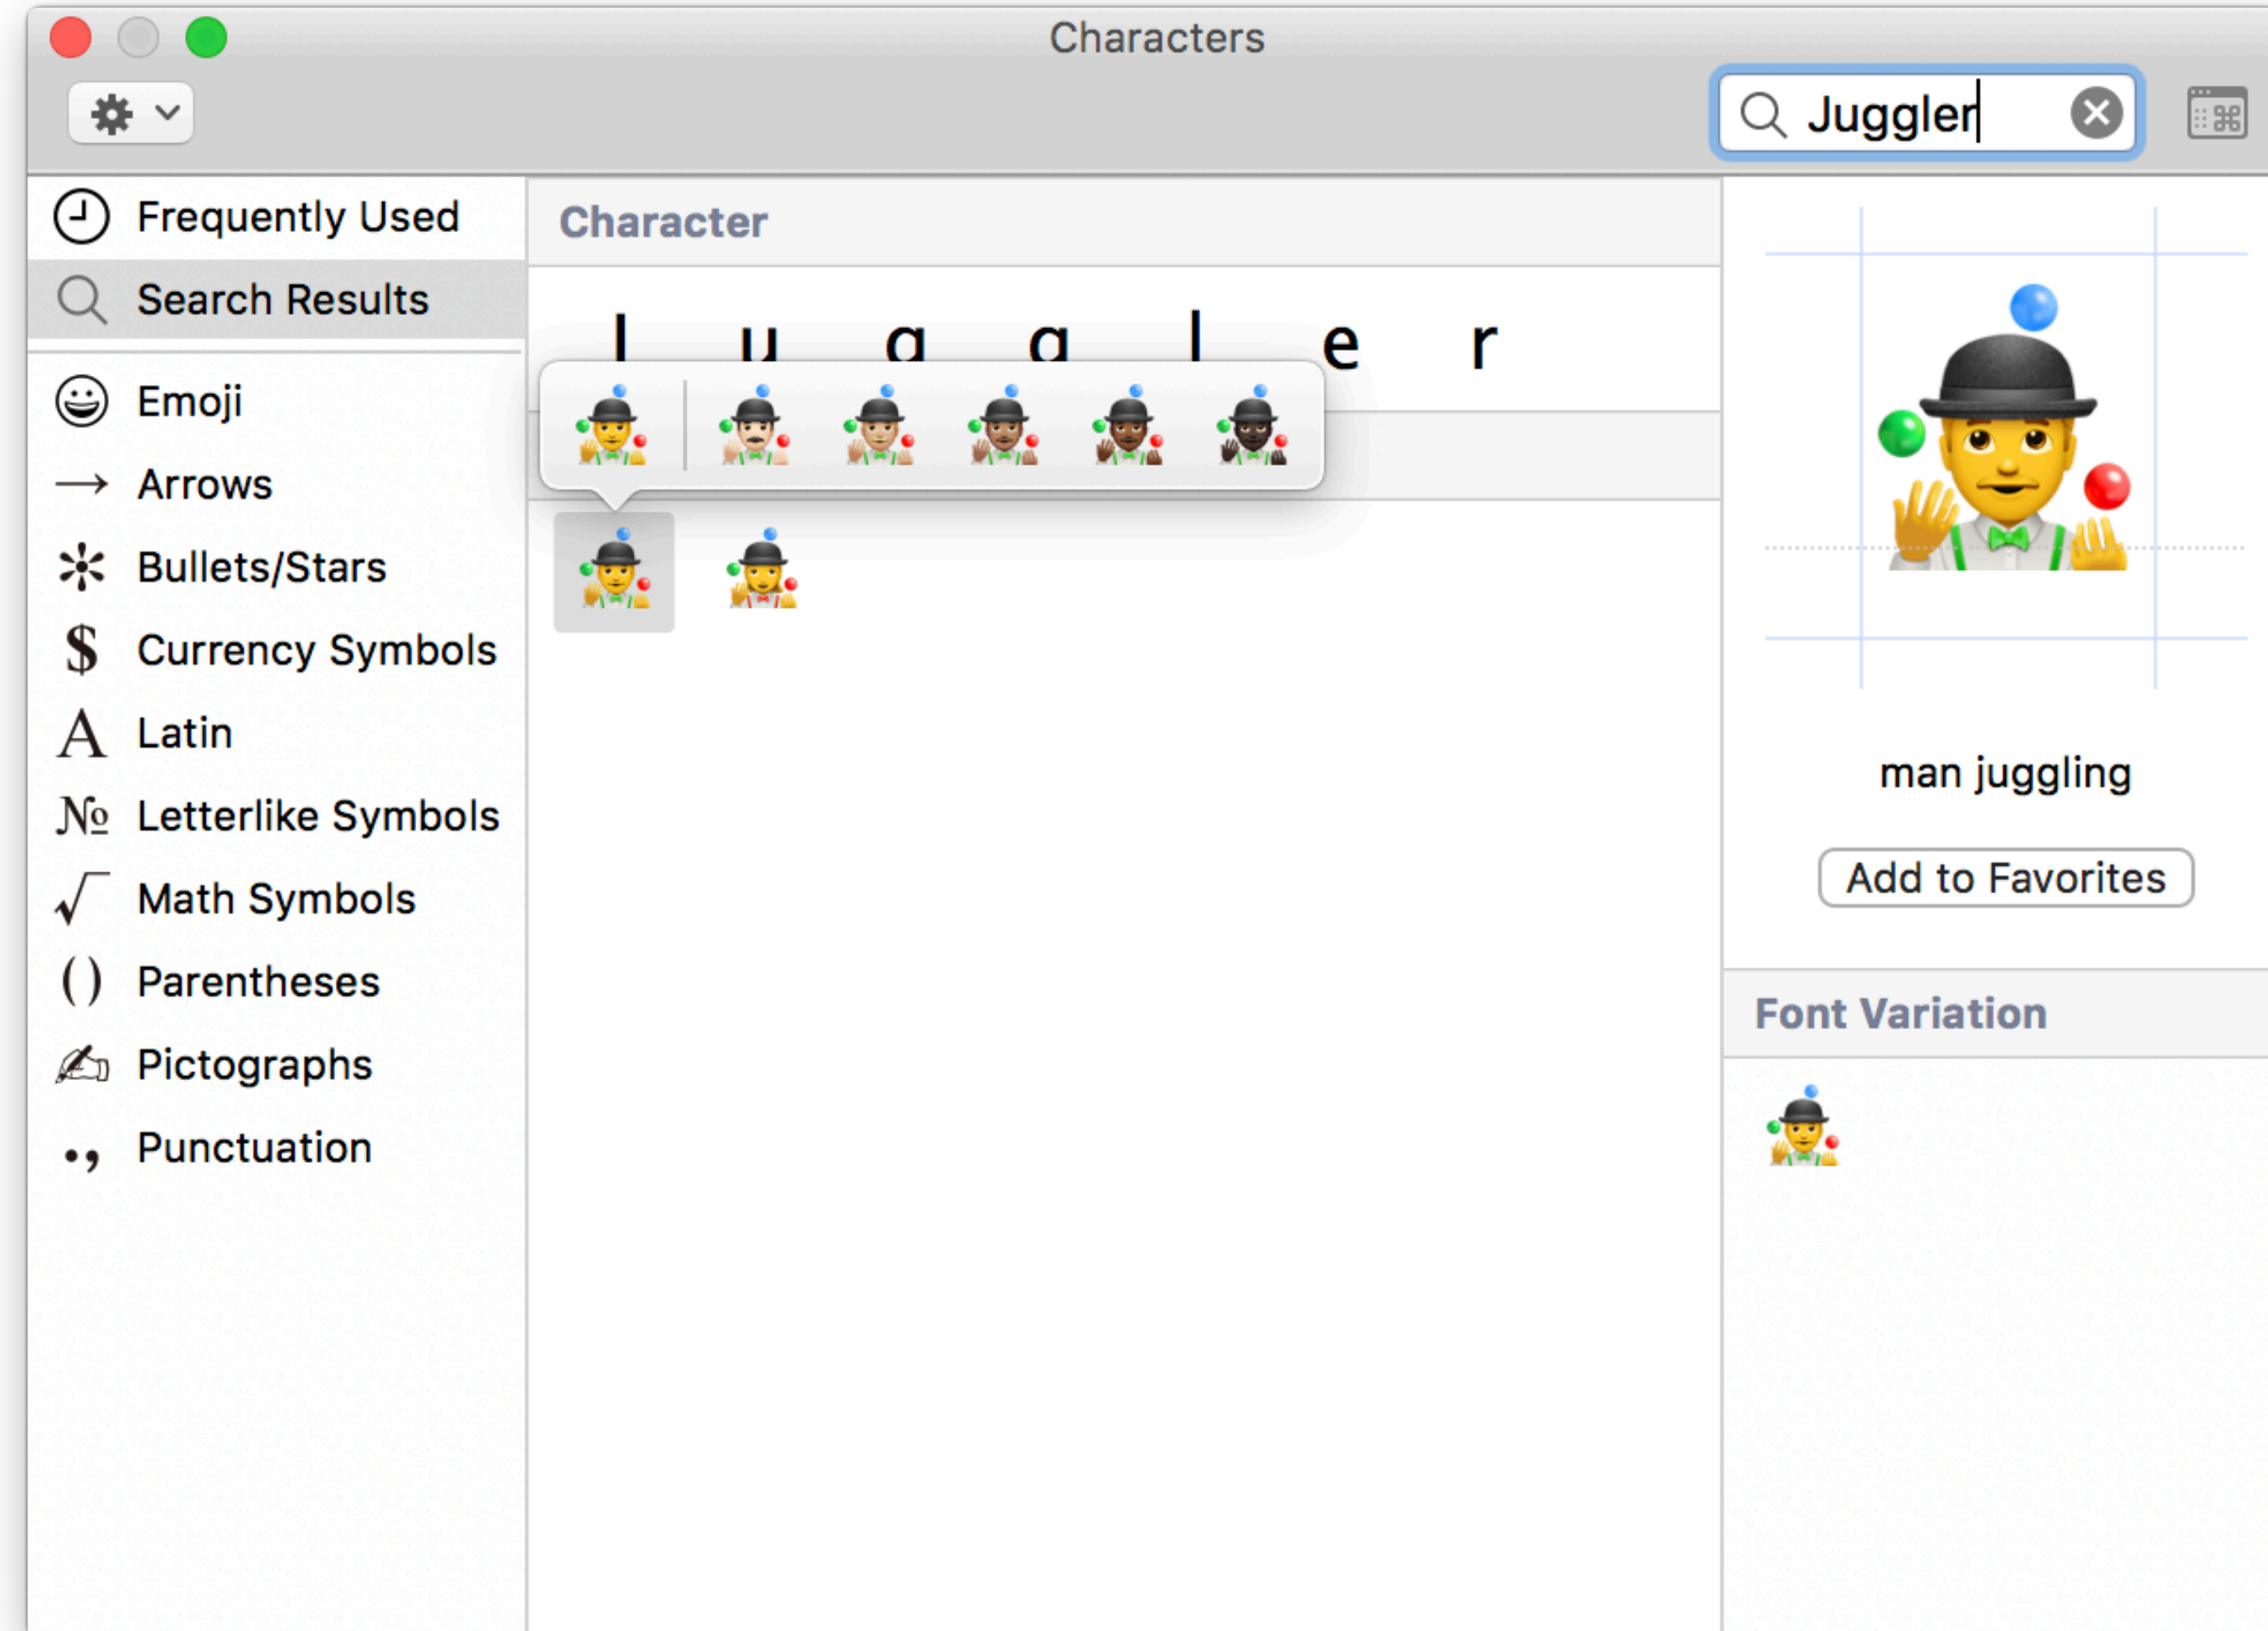 Characters
Juggler
Frequently Used
Search Results
Emoji
Arrows
Bullets/Stars
Currency Symbols
Latin
Letterlike Symbols
Math Symbols
Parentheses
Pictographs
Punctuation
Character
J u g g l e r
man juggling
Add to Favorites
Font Variation